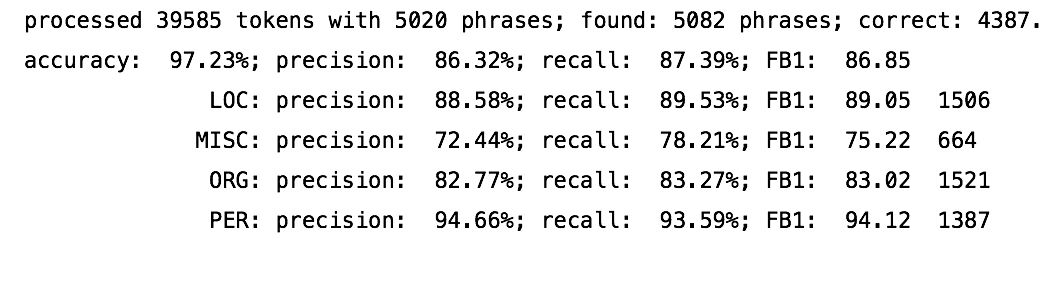 processed 39585 tokens with 5020 phrases; found: 5082 phrases; correct: 4387.
accuracy: 97.23%; precision: 86.32%; recall: 87.39%; FB1: 86.85
LOC: precision: 88.58%; recall: 89.53%; FB1: 89.05 1506
MISC: precision: 72.44%; recall: 78.21%; FB1: 75.22 664
ORG: precision: 82.77%; recall: 83.27%; FB1: 83.02 1521
PER: precision: 94.66%; recall: 93.59%; FB1: 94.12 1387